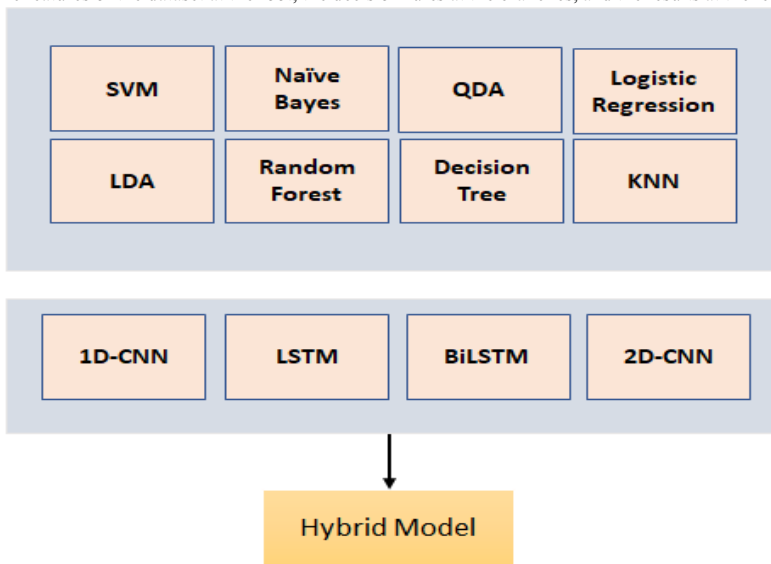 SVM
Naïve
Bayes
QDA
Logistic
Regression
LDA
Random
Forest
Decision
Tree
KNN
1D-CNN
LSTM
BiLSTM
2D-CNN
Hybrid Model